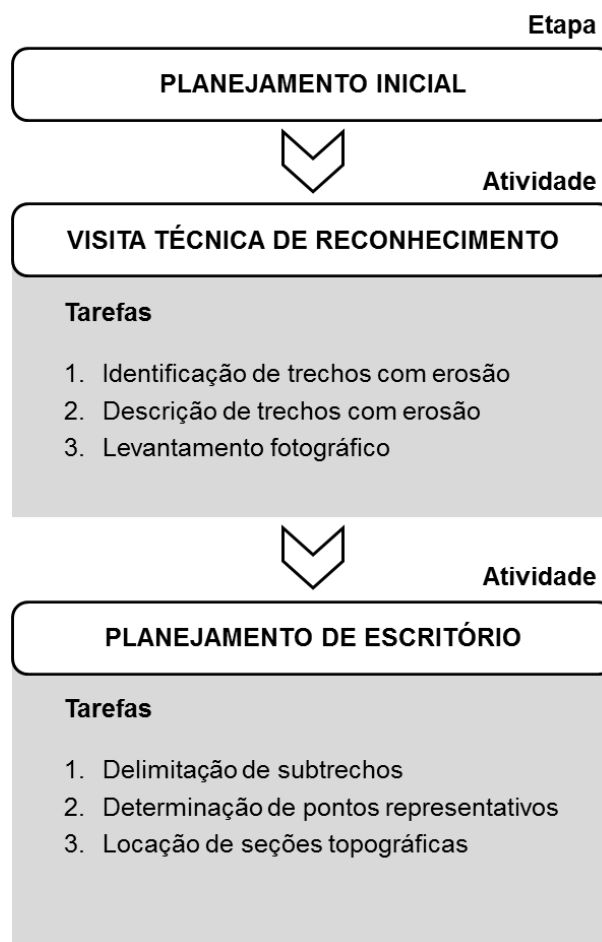 Etapa
PLANEJAMENTO INICIAL
Atividade
VISITA TÉCNICA DE RECONHECIMENTO
Tarefas
1. Identificação de trechos com erosão
2. Descrição de trechos com erosão
3. Levantamento fotográfico
Atividade
PLANEJAMENTO DE ESCRITÓRIO
Tarefas
1. Delimitação de subtrechos
2. Determinação de pontos representativos
3. Locação de seções topográficas